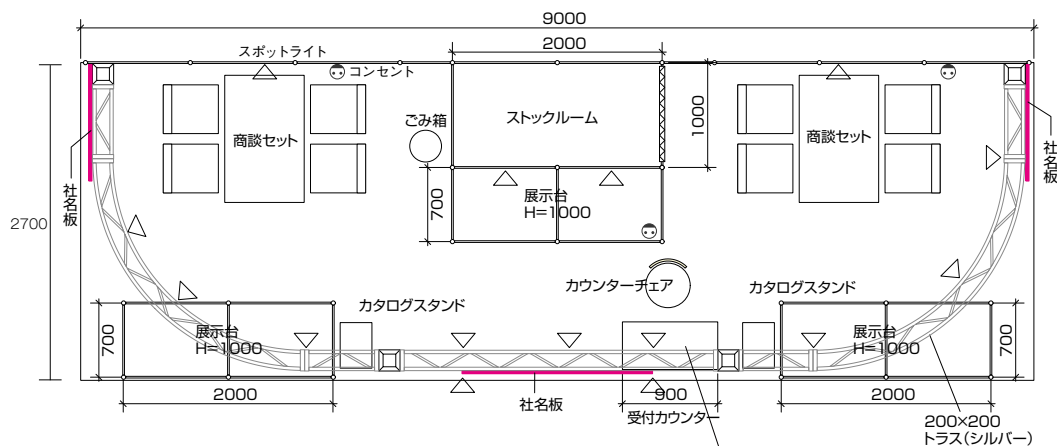 9000
2000
スポットライト
コンセント
ごみ箱
ストックルーム
1000
商談セット
商談セット
社名板
社名板
2700
700
展示台
H=1000
カウンターチェア
カタログスタンド
カタログスタンド
700
展示台
H=1000
展示台
H=1000
700
2000
社名板
900
受付カウンター
2000
200×200
トラス(シルバー)